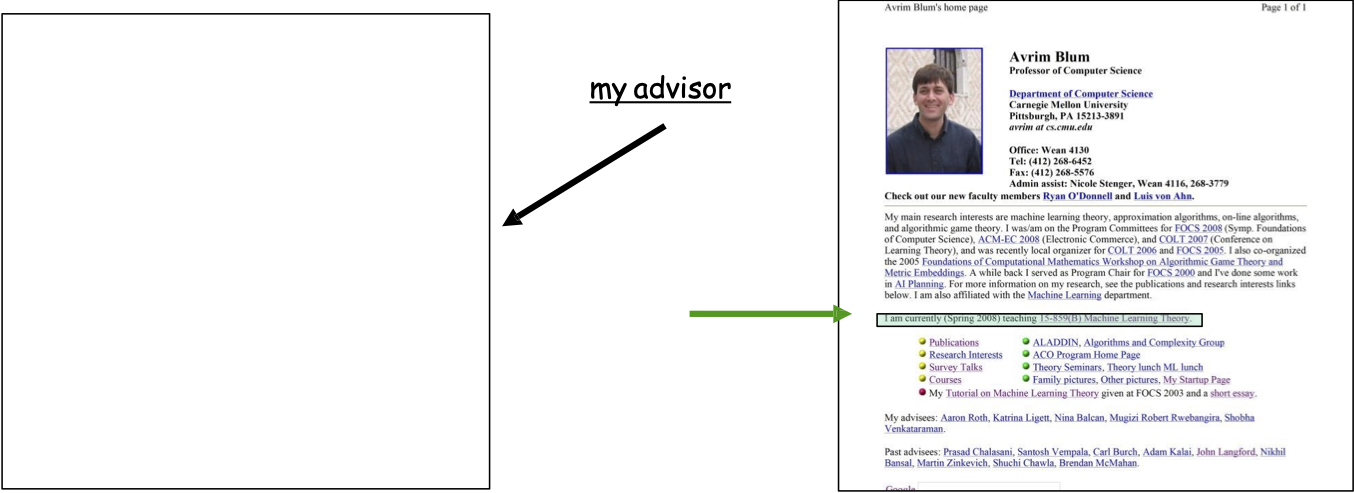 my advisor
Avrim Blum's home page
Page 1 of 1
Avrim Blum
Professor of Computer Science
Department of Computer Science
Carnegie Mellon University
Pittsburgh, PA 15213-3891
avrim at cs.cmu.edu
Office: Wean 4130
Tel: (412) 268-6452
Fax: (412) 268-5576
Admin assist: Nicole Stenger, Wean 4116, 268-3779
Check out our new faculty members Ryan O'Donnell and Luis von Ahn.
My main research interests are machine learning theory, approximation algorithms, on-line algorithms,
and algorithmic game theory. I was/am on the Program Committees for FOCS 2008 (Symp. Foundations
of Computer Science), ACM-EC 2008 (Electronic Commerce), and COLT 2007 (Conference on
Learning Theory), and was recently local organizer for COLT 2006 and FOCS 2005. I also co-organized
the 2005 Foundations of Computational Mathematics Workshop on Algorithmic Game Theory and
Metric Embeddings. A while back I served as Program Chair for FOCS 2000 and I've done some work
in AI Planning. For more information on my research, see the publications and research interests links
below. I am also affiliated with the Machine Learning department.
I am currently (Spring 2008) teaching 15-859(B) Machine Learning Theory.
Publications
ALADDIN, Algorithms and Complexity Group
Research Interests
ACO Program Home Page
Survey Talks
Theory Seminars, Theory lunch ML lunch
Courses
Family pictures, Other pictures, My Startup Page
My Tutorial on Machine Learning Theory given at FOCS 2003 and a short essay.
My advisees: Aaron Roth, Katrina Ligett, Nina Balcan, Mugizi Robert Rwebangira, Shobha
Venkataraman.
Past advisees: Prasad Chalasani, Santosh Vempala, Carl Burch, Adam Kalai, John Langford, Nikhil
Bansal, Martin Zinkevich, Shuchi Chawla, Brendan McMahan.
Google